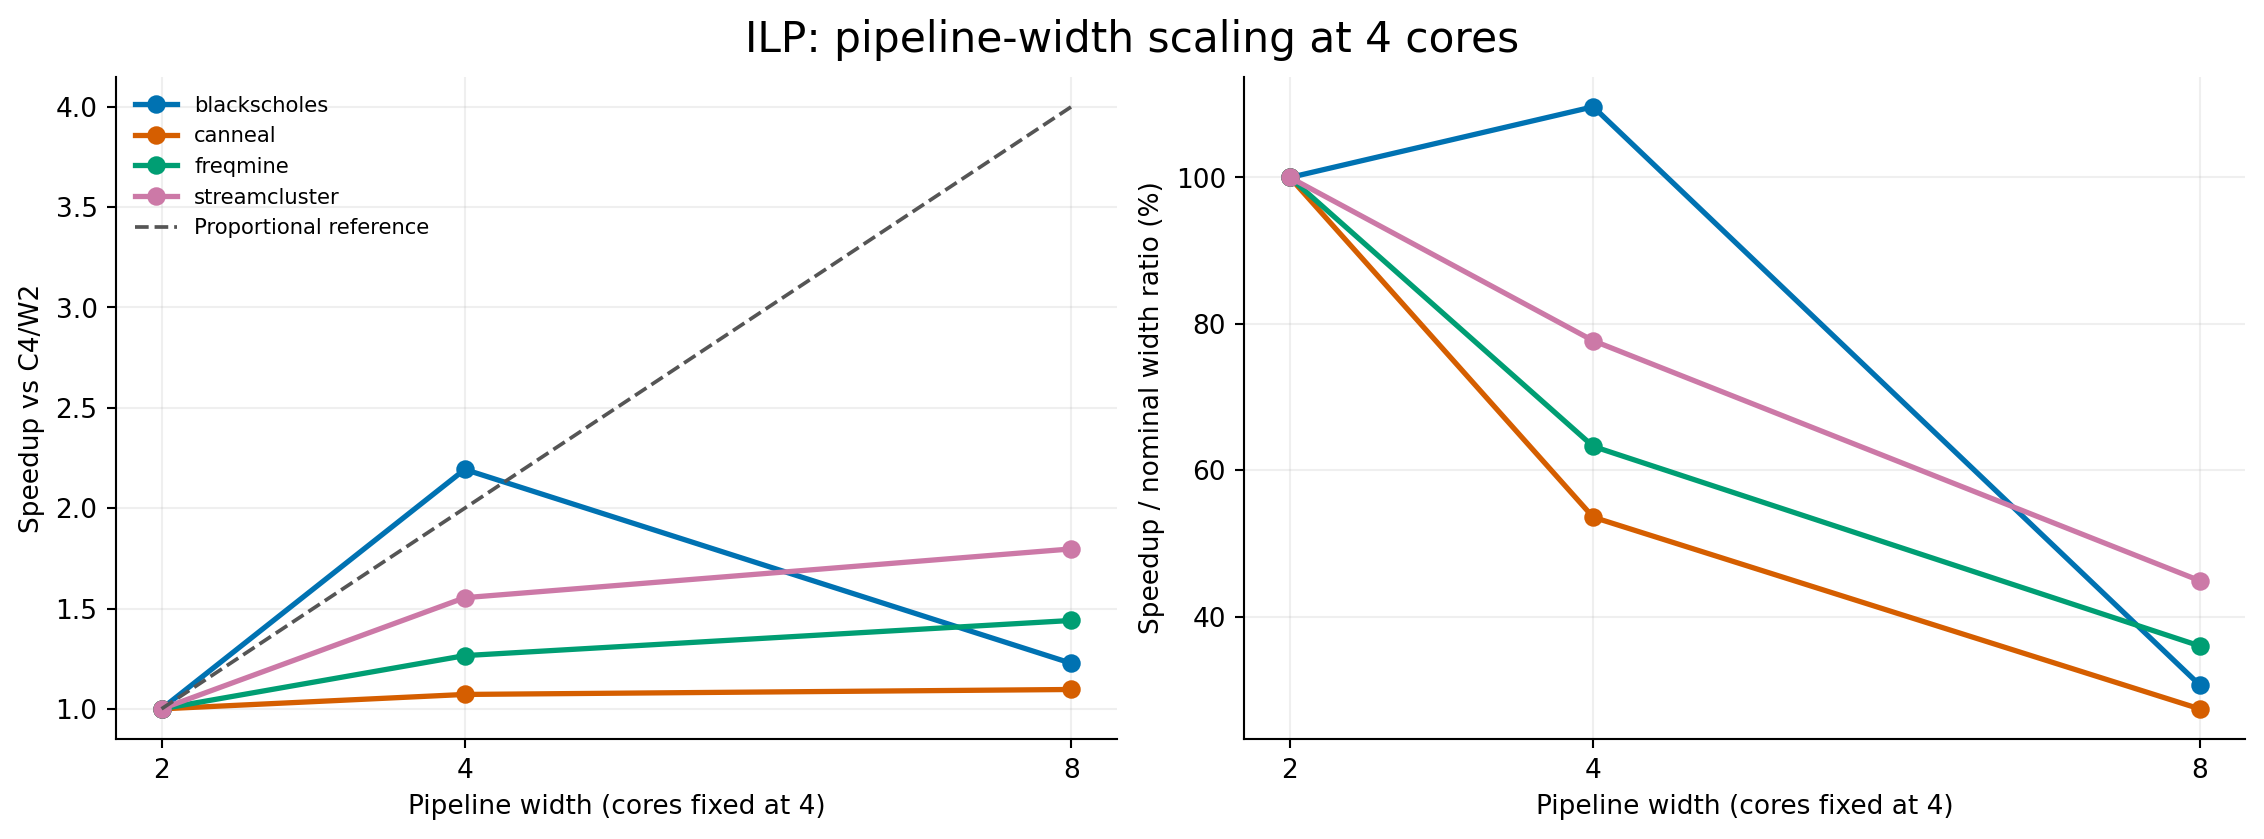 ILP: pipeline-width scaling at 4 cores
Speedup vs C4/W2
4.0
3.5
3.0
2.5
2.0
1.5
1.0
blackscholes
canneal
freqmine
streamcluster
Proportional reference
2 4 8
Pipeline width (cores fixed at 4)
Speedup / nominal width ratio (%)
100
80
60
40
2 4 8
Pipeline width (cores fixed at 4)